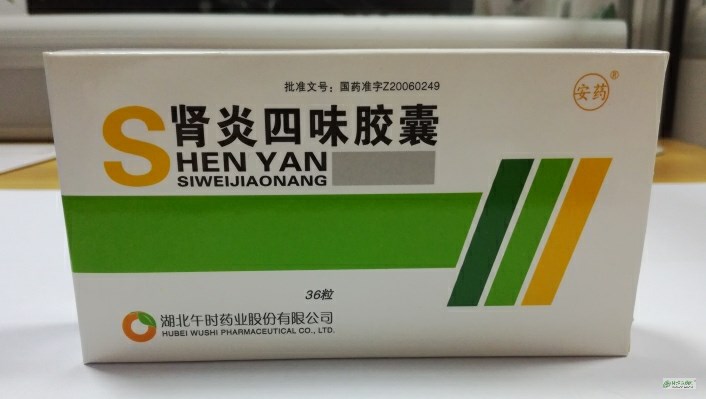 批准文号：国药准字Z20060249
安药®
肾炎四味胶囊
SHEN YAN
SIWEIJIAONANG
36粒
湖北午时药业股份有限公司
HUBEI WUSHI PHARMACEUTICAL CO., LTD.